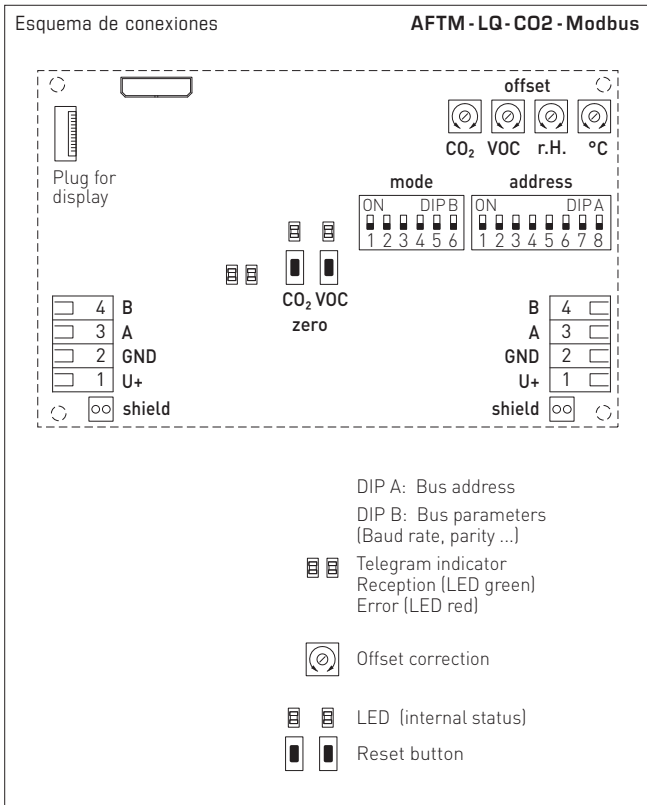 Esquema de conexiones AFTM-LQ-CO2-Modbus
offset
CO₂ VOC r.H. °C
Plug for
display
mode address
ON DIP B ON DIP A
1 2 3 4 5 6 1 2 3 4 5 6 7 8
CO₂ VOC
zero
4 B B 4
3 A A 3
2 GND GND 2
1 U+ U+ 1
shield shield
DIP A: Bus address
DIP B: Bus parameters
(Baud rate, parity ...)
Telegram indicator
Reception (LED green)
Error (LED red)
Offset correction
LED (internal status)
Reset button